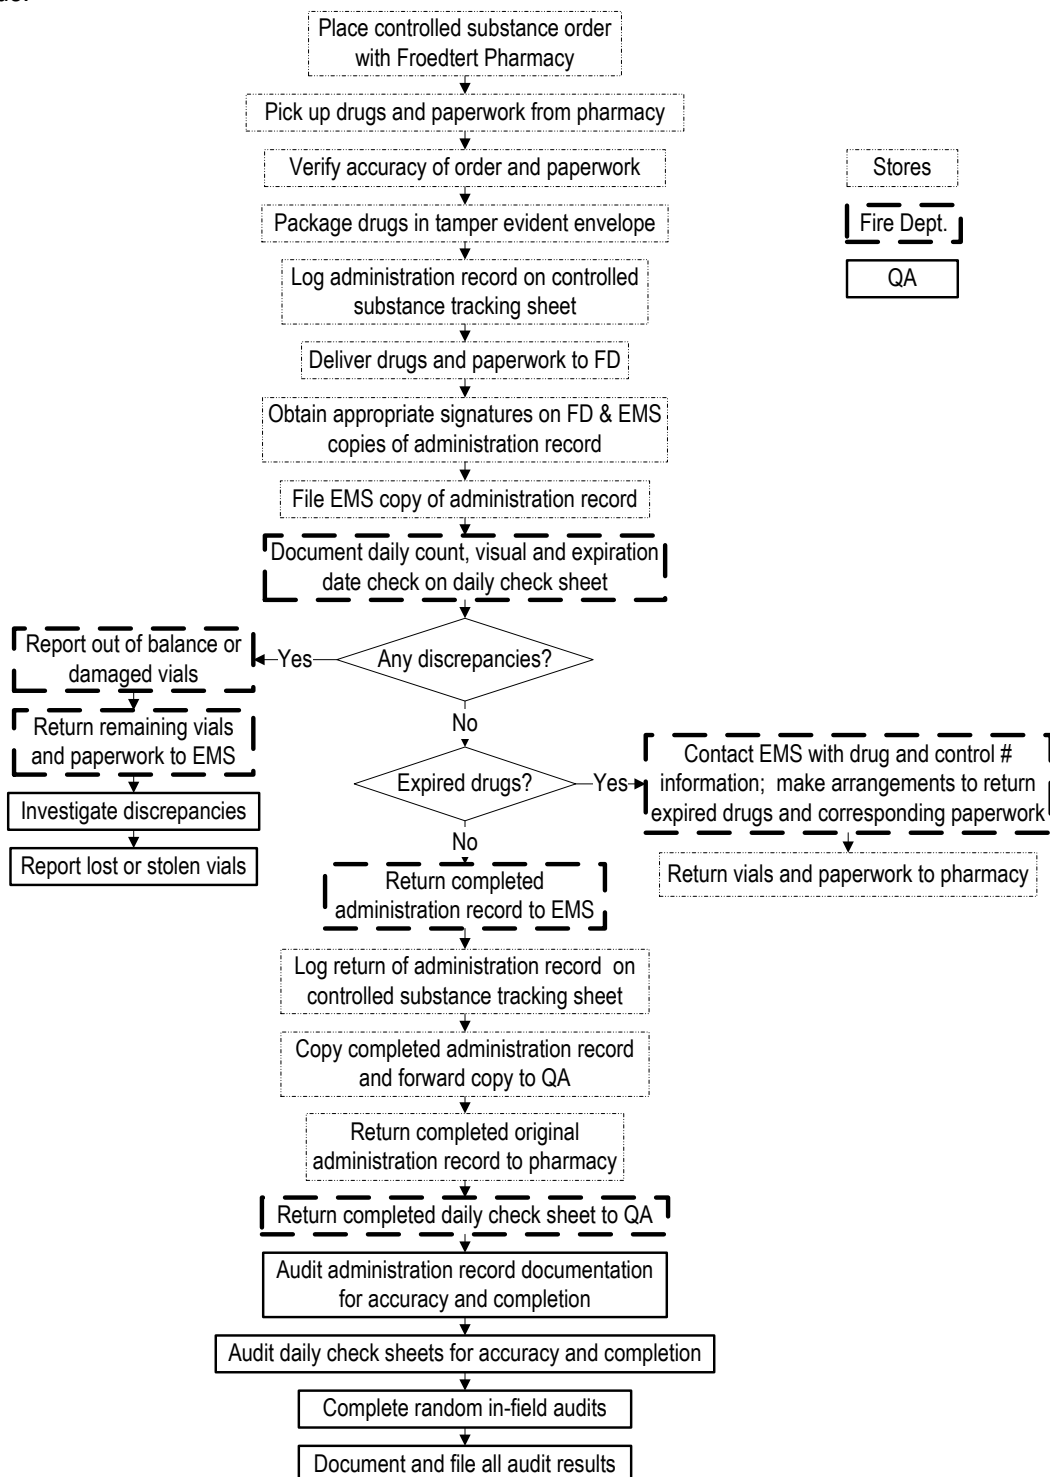 Place controlled substance order
with Froedtert Pharmacy
Pick up drugs and paperwork from pharmacy
Verify accuracy of order and paperwork
Stores
Package drugs in tamper evident envelope
Fire Dept.
Log administration record on controlled
substance tracking sheet
QA
Deliver drugs and paperwork to FD
Obtain appropriate signatures on FD & EMS
copies of administration record
File EMS copy of administration record
Document daily count, visual and expiration
date check on daily check sheet
Any discrepancies?
Yes
Report out of balance or
damaged vials
Return remaining vials
and paperwork to EMS
Investigate discrepancies
Report lost or stolen vials
No
Expired drugs?
Yes
Contact EMS with drug and control #
information; make arrangements to return
expired drugs and corresponding paperwork
Return vials and paperwork to pharmacy
No
Return completed
administration record to EMS
Log return of administration record on
controlled substance tracking sheet
Copy completed administration record
and forward copy to QA
Return completed original
administration record to pharmacy
Return completed daily check sheet to QA
Audit administration record documentation
for accuracy and completion
Audit daily check sheets for accuracy and completion
Complete random in-field audits
Document and file all audit results